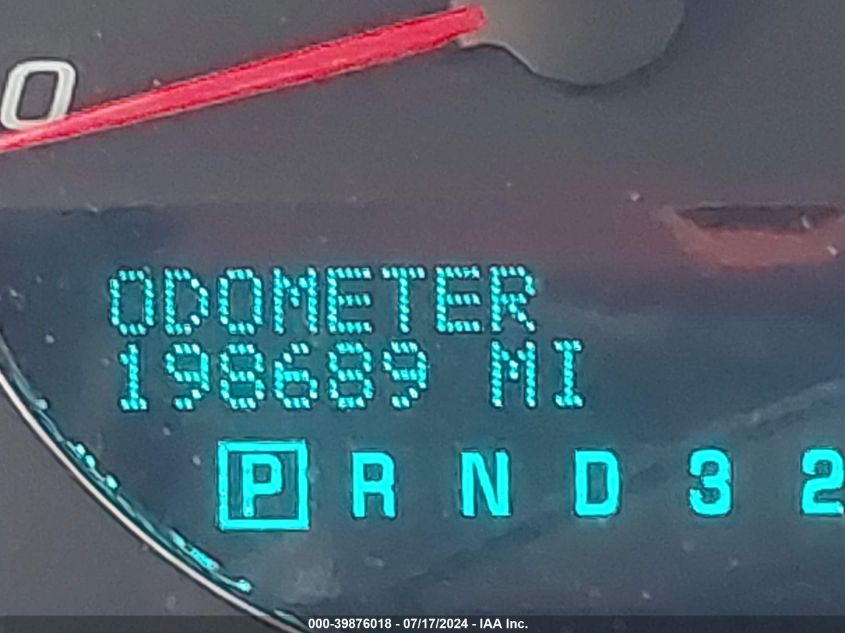 0
ODOMETER
198689 MI
P R N D 3 2
000-39876018 - 07/17/2024 - IAA Inc.